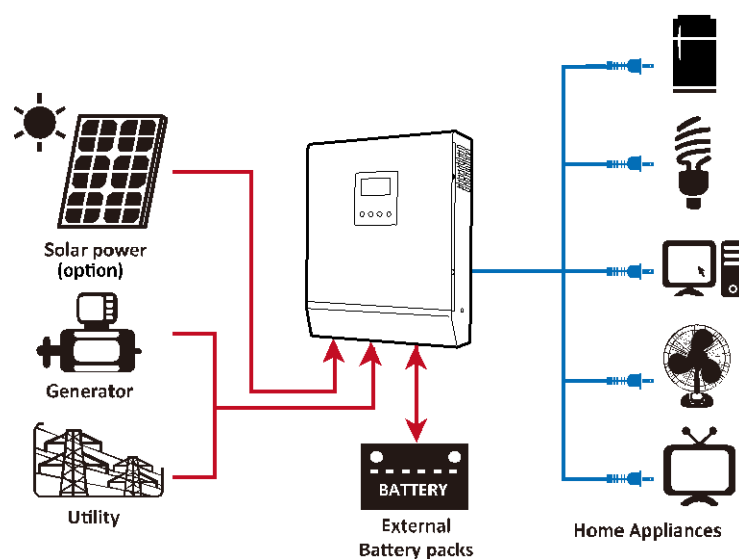 Solar power
(option)
Generator
Utility
BATTERY
External
Battery packs
Home Appliances